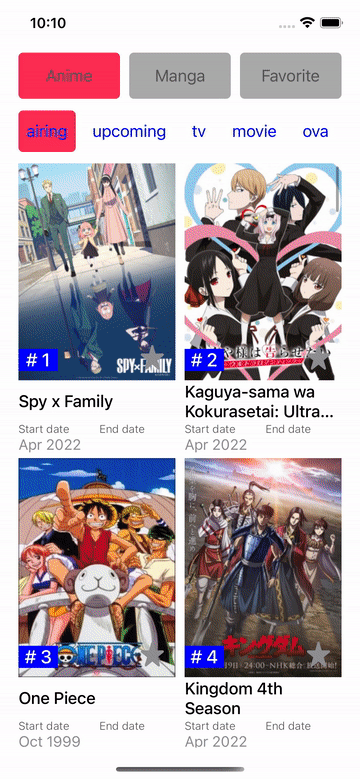 10:10
Anime Manga Favorite
airing upcoming tv movie ova
SPY×FAMILY
# 1
# 2
Spy x Family
Kaguya-sama wa
Kokurasetai: Ultra...
Start date End date
Apr 2022
Start date End date
Apr 2022
ONE PIECE
# 3
キングダム
# 4
One Piece
Kingdom 4th
Season
Start date End date
Oct 1999
Start date End date
Apr 2022